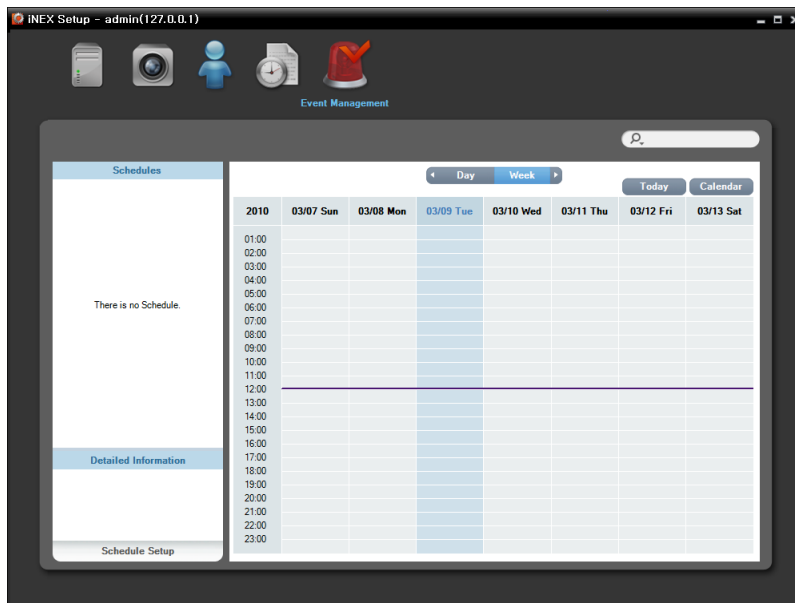 iNEX Setup - admin(127.0.0.1)
Event Management
Schedules
There is no Schedule.
Detailed Information
Schedule Setup
Day Week
Today Calendar
2010 03/07 Sun 03/08 Mon 03/09 Tue 03/10 Wed 03/11 Thu 03/12 Fri 03/13 Sat
01:00
02:00
03:00
04:00
05:00
06:00
07:00
08:00
09:00
10:00
11:00
12:00
13:00
14:00
15:00
16:00
17:00
18:00
19:00
20:00
21:00
22:00
23:00